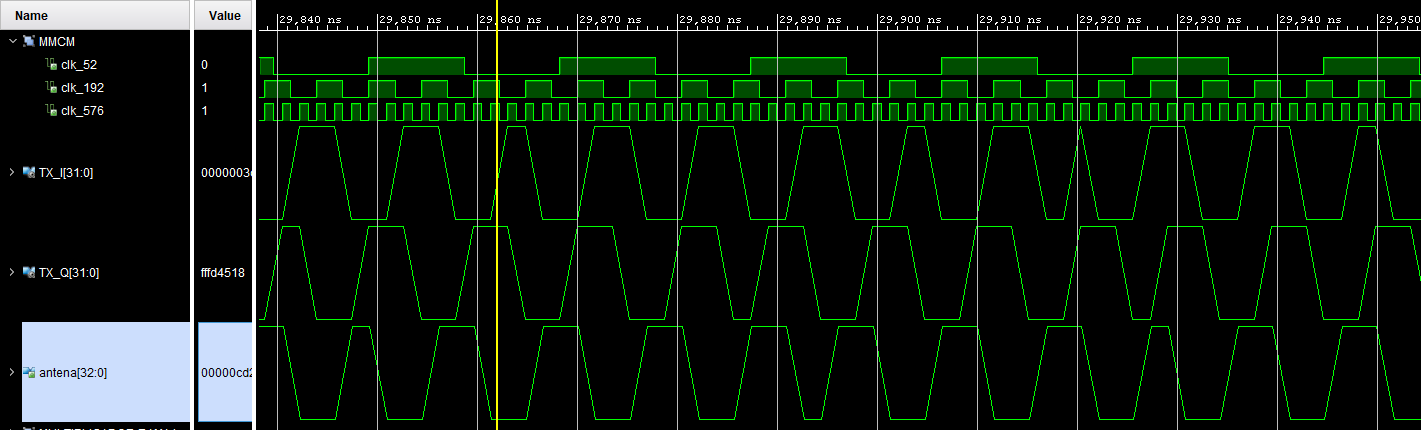 Name Value
29,840 ns 29,850 ns 29,860 ns 29,870 ns 29,880 ns 29,890 ns 29,900 ns 29,910 ns 29,920 ns 29,930 ns 29,940 ns 29,950
MMCM
clk_52 0
clk_192 1
clk_576 1
TX_I[31:0] 0000003
TX_Q[31:0] fffd4518
antena[32:0] 00000cd2